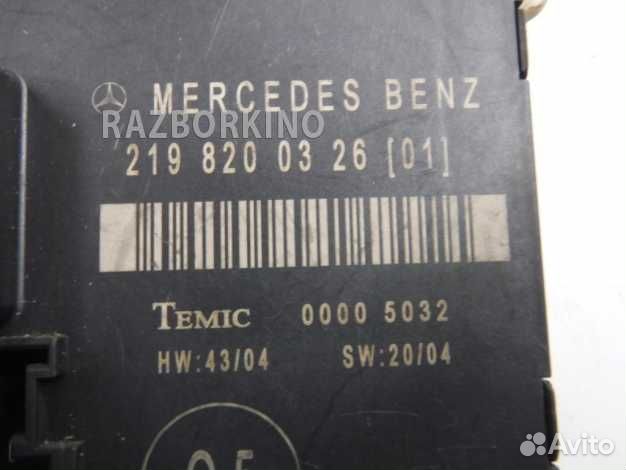 MERCEDES BENZ
RAZBORKINO
219 820 03 26 [01]
TEMIC 0000 5032
HW:43/04 SW:20/04
Avito